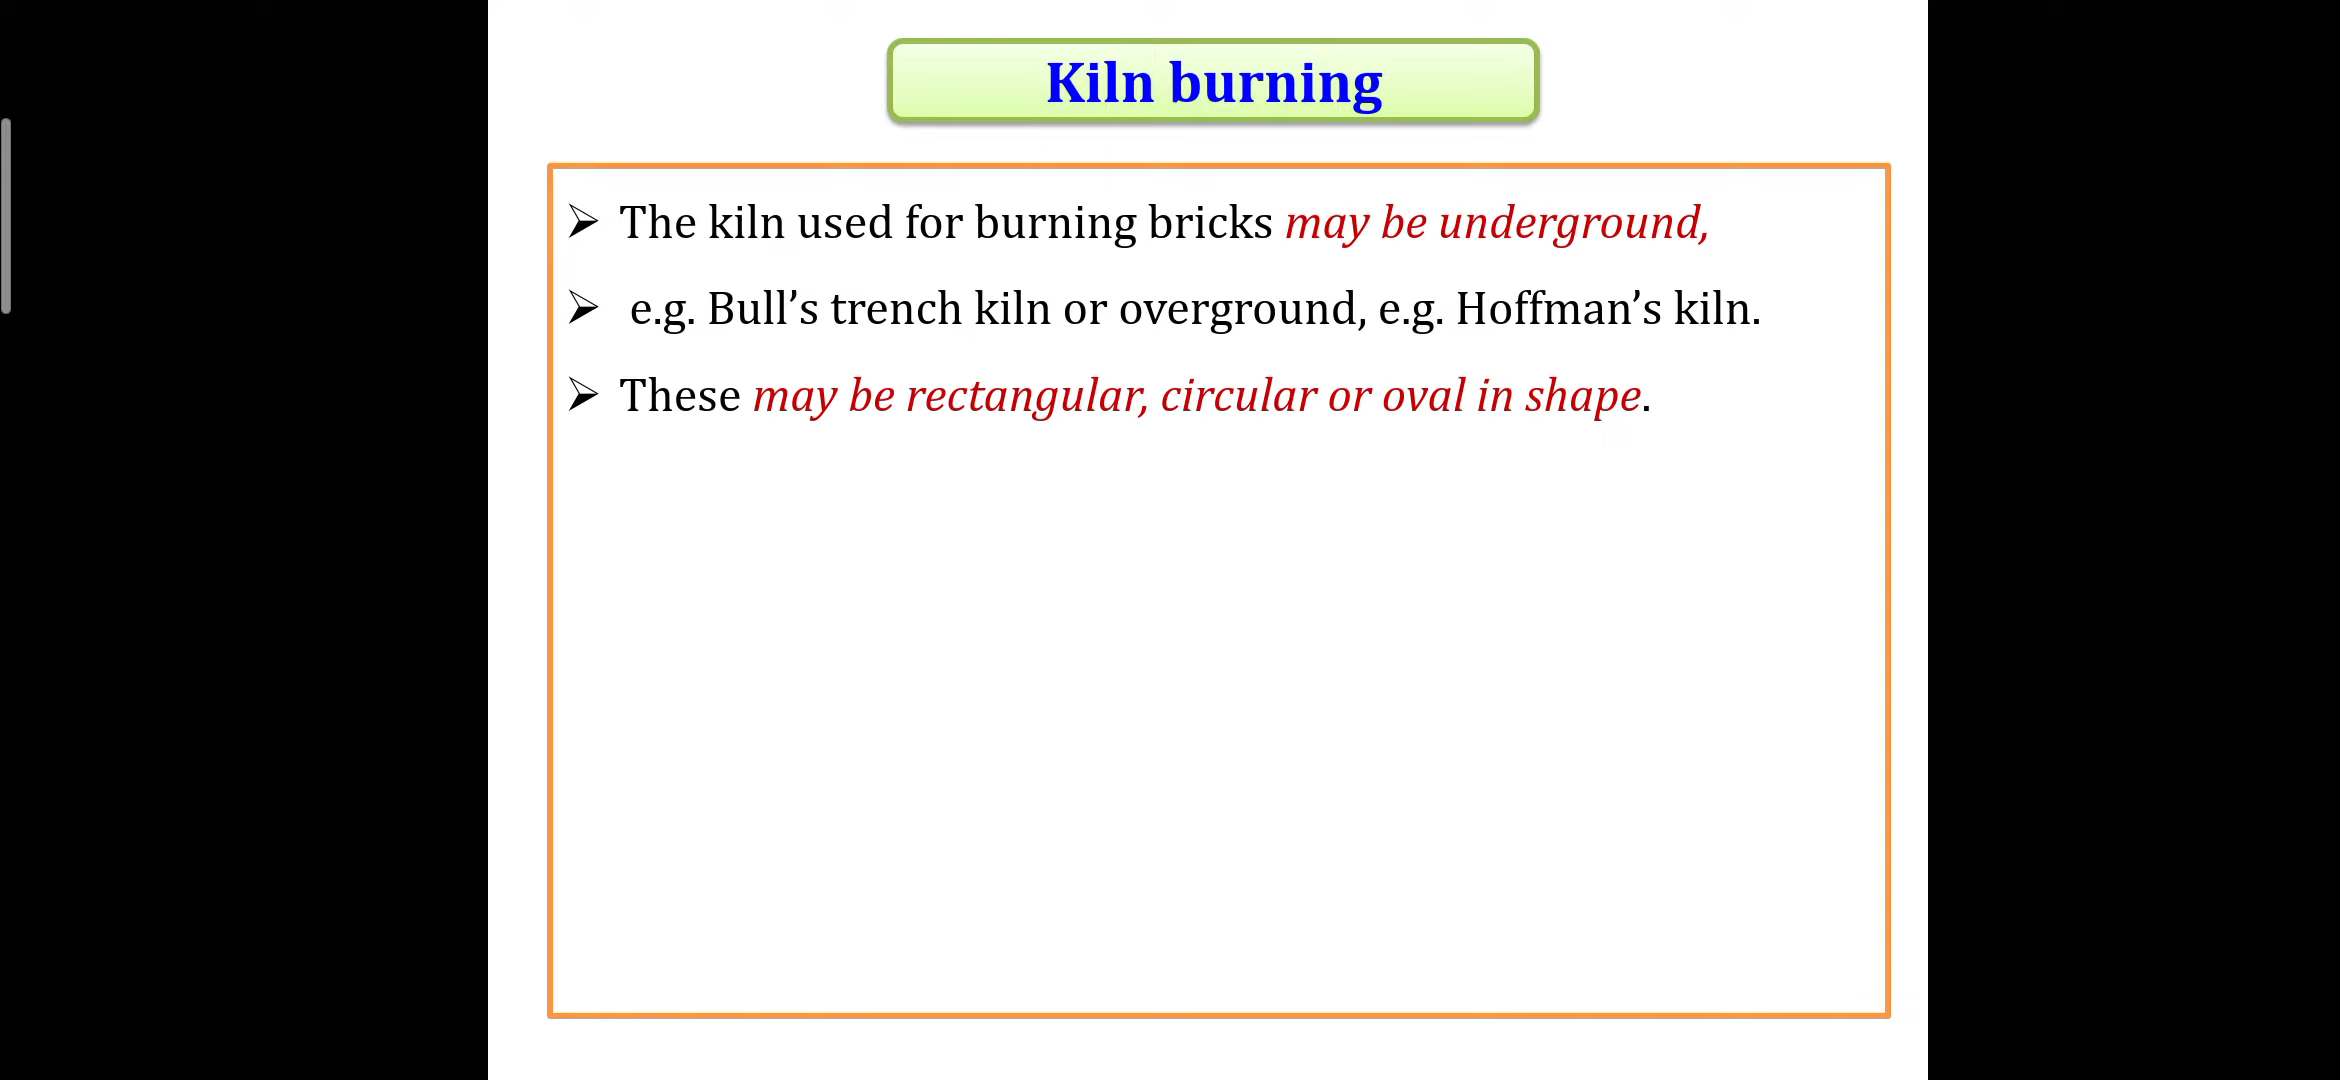 Kiln burning
➢ The kiln used for burning bricks may be underground,
➢ e.g. Bull’s trench kiln or overground, e.g. Hoffman’s kiln.
➢ These may be rectangular, circular or oval in shape.